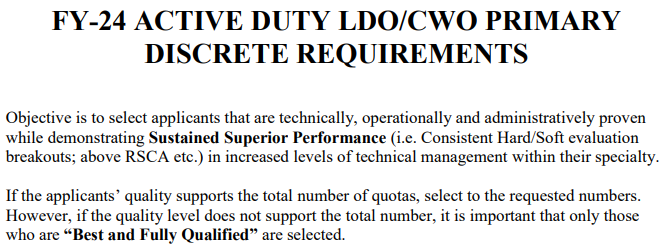 FY-24 ACTIVE DUTY LDO/CWO PRIMARY
DISCRETE REQUIREMENTS
Objective is to select applicants that are technically, operationally and administratively proven
while demonstrating Sustained Superior Performance (i.e. Consistent Hard/Soft evaluation
breakouts; above RSCA etc.) in increased levels of technical management within their specialty.
If the applicants’ quality supports the total number of quotas, select to the requested numbers.
However, if the quality level does not support the total number, it is important that only those
who are “Best and Fully Qualified” are selected.